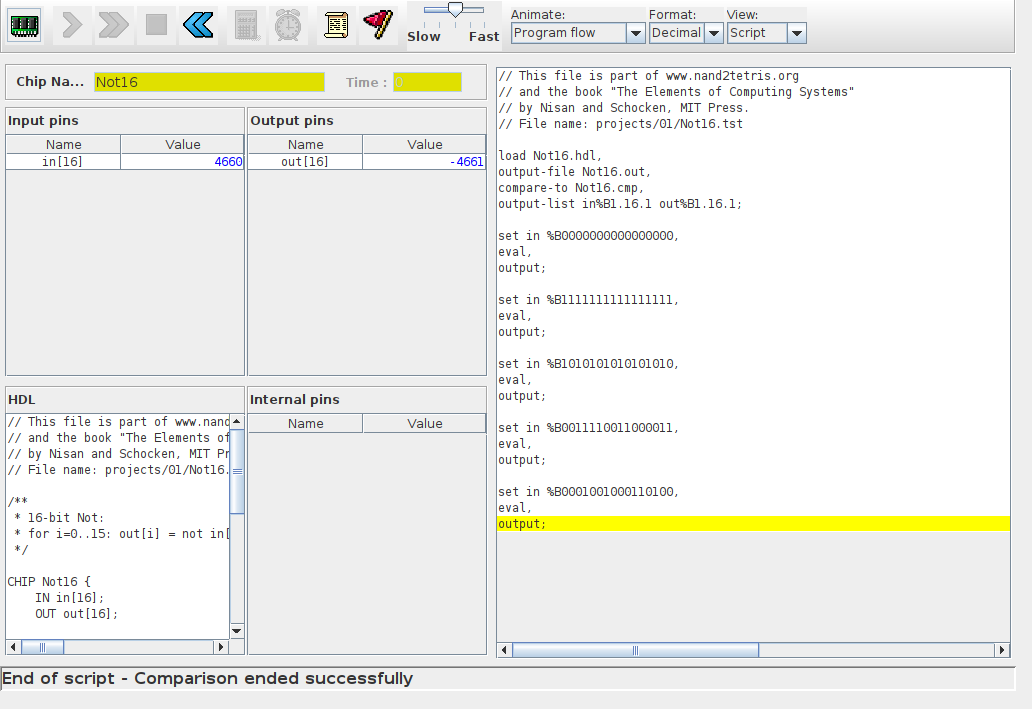 Slow Fast
Animate:
Program flow
Format:
Decimal
View:
Script
Chip Na... Not16 Time : 0
Input pins
Name Value
in[16] 4660
Output pins
Name Value
out[16] -4661
HDL
// This file is part of www.nand
// and the book "The Elements of
// by Nisan and Schocken, MIT Pr
// File name: projects/01/Not16.
/**
* 16-bit Not:
* for i=0..15: out[i] = not in[
*/
CHIP Not16 {
IN in[16];
OUT out[16];
Internal pins
Name Value
// This file is part of www.nand2tetris.org
// and the book "The Elements of Computing Systems"
// by Nisan and Schocken, MIT Press.
// File name: projects/01/Not16.tst
load Not16.hdl,
output-file Not16.out,
compare-to Not16.cmp,
output-list in%B1.16.1 out%B1.16.1;
set in %B0000000000000000,
eval,
output;
set in %B1111111111111111,
eval,
output;
set in %B1010101010101010,
eval,
output;
set in %B0011110011000011,
eval,
output;
set in %B0001001000110100,
eval,
output;
End of script - Comparison ended successfully